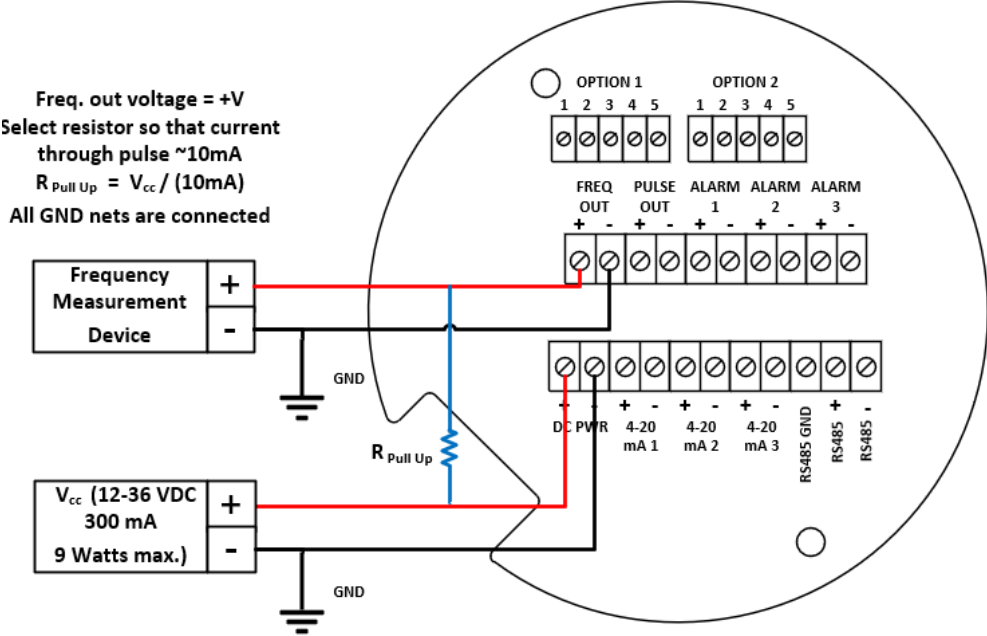 Freq. out voltage = +V
Select resistor so that current
through pulse ~10mA
R Pull Up = Vcc / (10mA)
All GND nets are connected
Frequency
Measurement
Device
+
-
GND
R Pull Up
Vcc (12-36 VDC
300 mA
9 Watts max.)
+
-
GND
OPTION 1
1 2 3 4 5
OPTION 2
1 2 3 4 5
FREQ
OUT
+ -
PULSE
OUT
+ -
ALARM
1
+ -
ALARM
2
+ -
ALARM
3
+ -
+ -
DC PWR
+ -
4-20
mA 1
+ -
4-20
mA 2
+ -
4-20
mA 3
RS485 GND
RS485 +
RS485 -